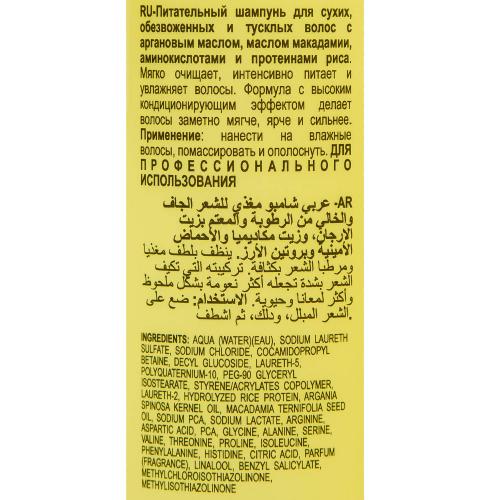 RU-Питательный шампунь для сухих,
обезвоженных и тусклых волос с
аргановым маслом, маслом макадамии,
аминокислотами и протеинами риса.
Мягко очищает, интенсивно питает и
увлажняет волосы. Формула с высоким
кондиционирующим эффектом делает
волосы заметно мягче, ярче и сильнее.
Применение: нанести на влажные
волосы, помассировать и ополоснуть. ДЛЯ
ПРОФЕССИОНАЛЬНОГО
ИСПОЛЬЗОВАНИЯ
AR- عربي شامبو مغذي للشعر الجاف
والخالي من الرطوبة والمعتم بزيت
الارجان، وزيت مكاديميا والأحماض
الأمينية وبروتين الأرز. ينظف بلطف مغنيا
ومرطبا الشعر بكثافة. تركيبته التي تكيف
الشعر بشدة تجعله أكثر نعومة بشكل ملحوظ
وأكثر لمعانا وحيوية. الاستخدام: ضع على
الشعر المبلل، ودلك، ثم اشطف.
INGREDIENTS: AQUA (WATER)(EAU), SODIUM LAURETH
SULFATE, SODIUM CHLORIDE, COCAMIDOPROPYL
BETAINE, DECYL GLUCOSIDE, LAURETH-5,
POLYQUATERNIUM-10, PEG-90 GLYCERYL
ISOSTEARATE, STYRENE/ACRYLATES COPOLYMER,
LAURETH-2, HYDROLYZED RICE PROTEIN, ARGANIA
SPINOSA KERNEL OIL, MACADAMIA TERNIFOLIA SEED
OIL, SODIUM PCA, SODIUM LACTATE, ARGININE,
ASPARTIC ACID, PCA, GLYCINE, ALANINE, SERINE,
VALINE, THREONINE, PROLINE, ISOLEUCINE,
PHENYLALANINE, HISTIDINE, CITRIC ACID, PARFUM
(FRAGRANCE), LINALOOL, BENZYL SALICYLATE,
METHYLCHLOROISOTHIAZOLINONE,
METHYLISOTHIAZOLINONE